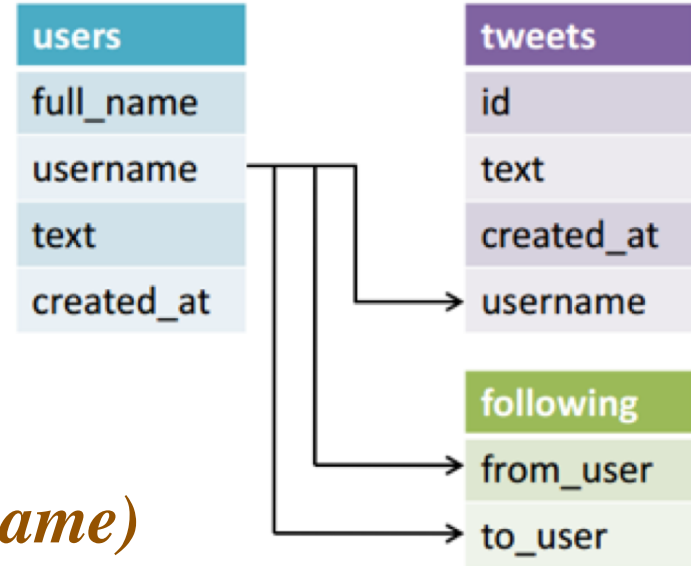 users
full_name
username
text
created_at
tweets
id
text
created_at
username
following
from_user
to_user
ame)